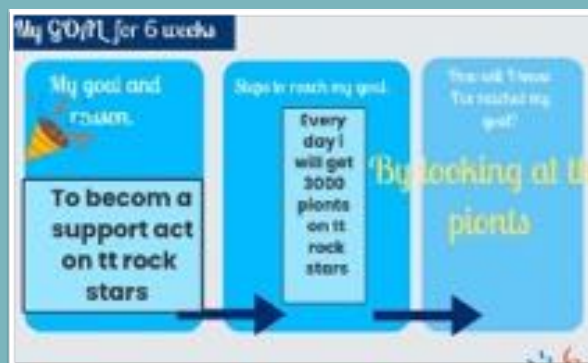 My GOAL for 6 weeks
My goal and
reason.
To becom a
support act
on tt rock
stars
Steps to reach my goal.
Every
day i
will get
3000
pionts
on tt
rock
stars
How will I know
I've reached my
goal?
By looking at th
pionts